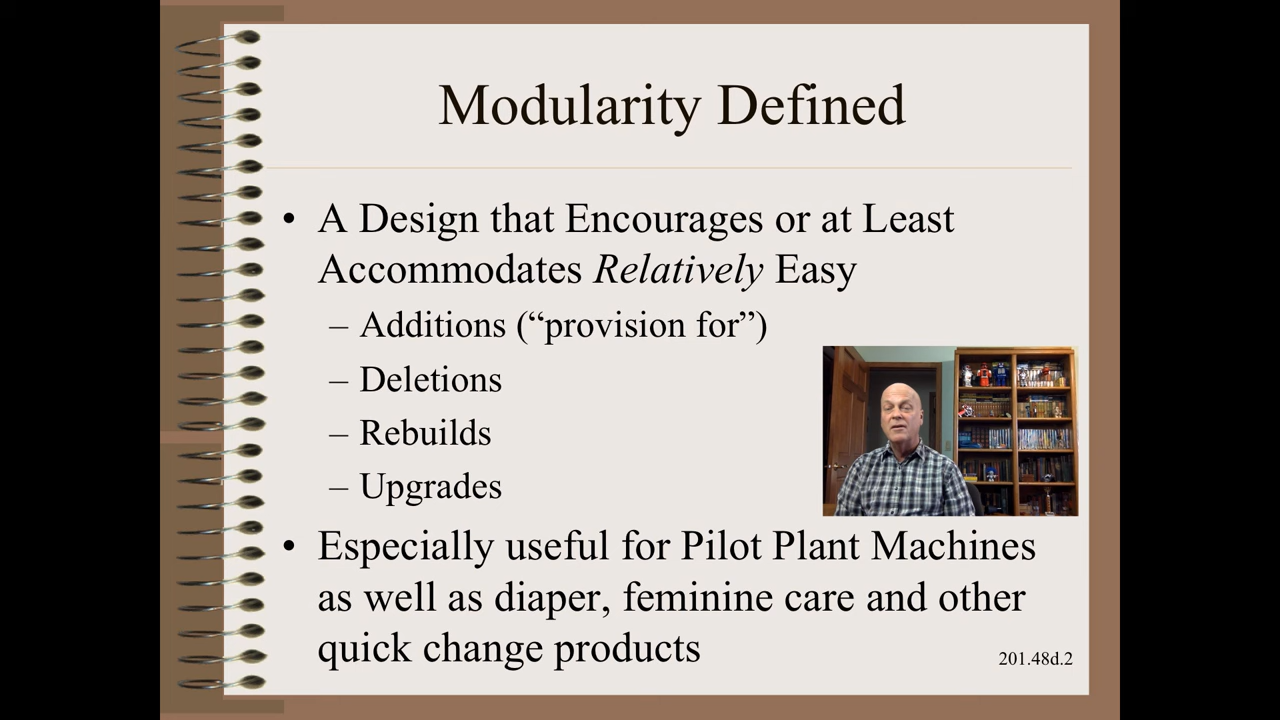 Modularity Defined
• A Design that Encourages or at Least
Accommodates Relatively Easy
– Additions (“provision for”)
– Deletions
– Rebuilds
– Upgrades
• Especially useful for Pilot Plant Machines
as well as diaper, feminine care and other
quick change products
201.48d.2